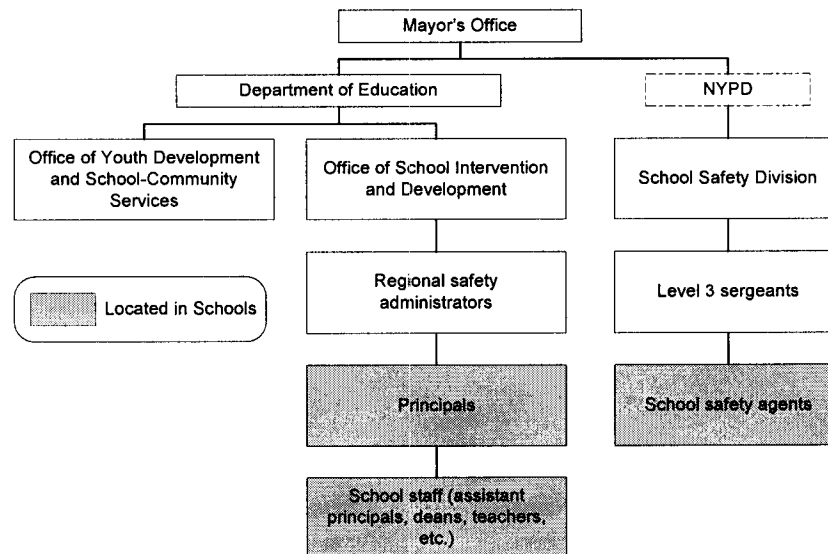 Mayor's Office
Department of Education
NYPD
Office of Youth Development
and School-Community
Services
Office of School Intervention
and Development
School Safety Division
Regional safety
administrators
Level 3 sergeants
Located in Schools
Principals
School safety agents
School staff (assistant
principals, deans, teachers,
etc.)